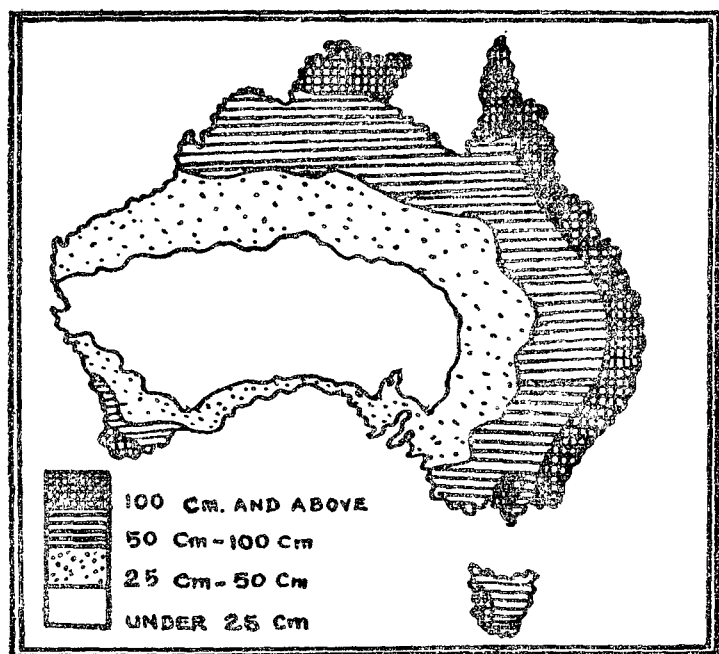 100 Cm. AND ABOVE
50 Cm-100 Cm
25 Cm-50 Cm
UNDER 25 Cm